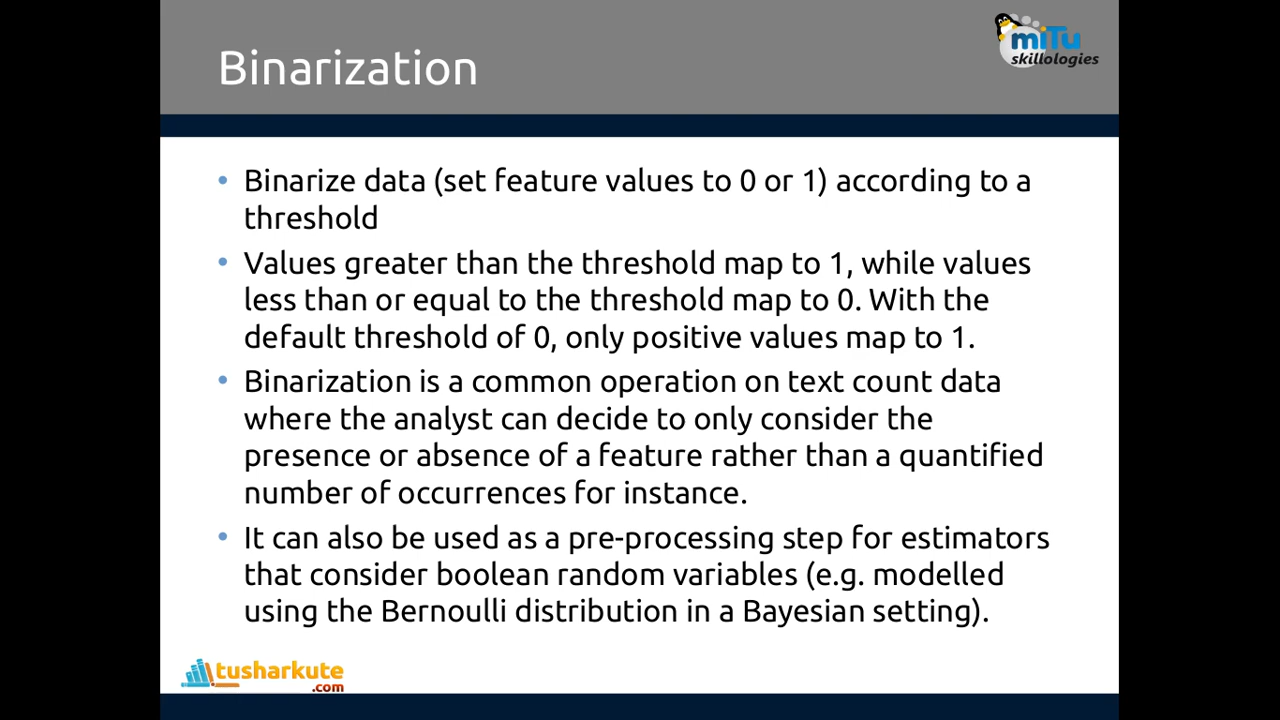 Binarization
miTu
skillologies
• Binarize data (set feature values to 0 or 1) according to a
threshold
• Values greater than the threshold map to 1, while values
less than or equal to the threshold map to 0. With the
default threshold of 0, only positive values map to 1.
• Binarization is a common operation on text count data
where the analyst can decide to only consider the
presence or absence of a feature rather than a quantified
number of occurrences for instance.
• It can also be used as a pre-processing step for estimators
that consider boolean random variables (e.g. modelled
using the Bernoulli distribution in a Bayesian setting).
tusharkute
.com